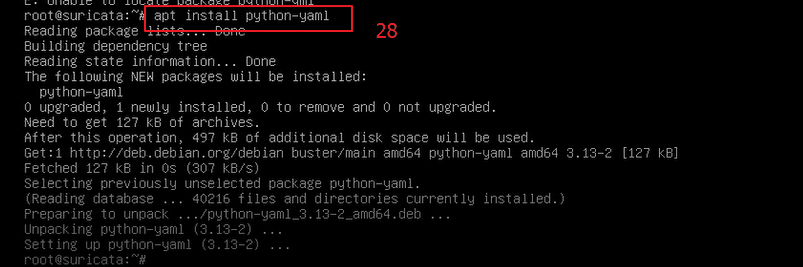 E: Unable to locate package python-yml
root@suricata:~# apt install python-yaml
28
Reading package lists... Done
Building dependency tree
Reading state information... Done
The following NEW packages will be installed:
  python-yaml
0 upgraded, 1 newly installed, 0 to remove and 0 not upgraded.
Need to get 127 kB of archives.
After this operation, 497 kB of additional disk space will be used.
Get:1 http://deb.debian.org/debian buster/main amd64 python-yaml amd64 3.13-2 [127 kB]
Fetched 127 kB in 0s (307 kB/s)
Selecting previously unselected package python-yaml.
(Reading database ... 40216 files and directories currently installed.)
Preparing to unpack .../python-yaml_3.13-2_amd64.deb ...
Unpacking python-yaml (3.13-2) ...
Setting up python-yaml (3.13-2) ...
root@suricata:~#